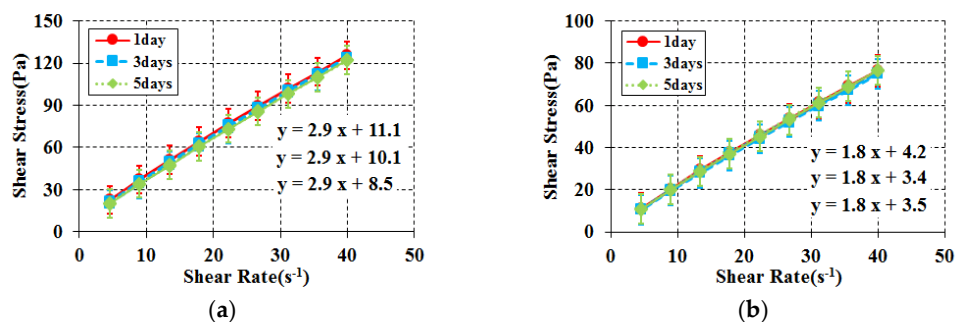 150
120
90
60
30
0
Shear Stress(Pa)
1day
3days
5days
y = 2.9 x + 11.1
y = 2.9 x + 10.1
y = 2.9 x + 8.5
0 10 20 30 40 50
Shear Rate(s⁻¹)
(a)
100
80
60
40
20
0
Shear Stress(Pa)
1day
3days
5days
y = 1.8 x + 4.2
y = 1.8 x + 3.4
y = 1.8 x + 3.5
0 10 20 30 40 50
Shear Rate(s⁻¹)
(b)